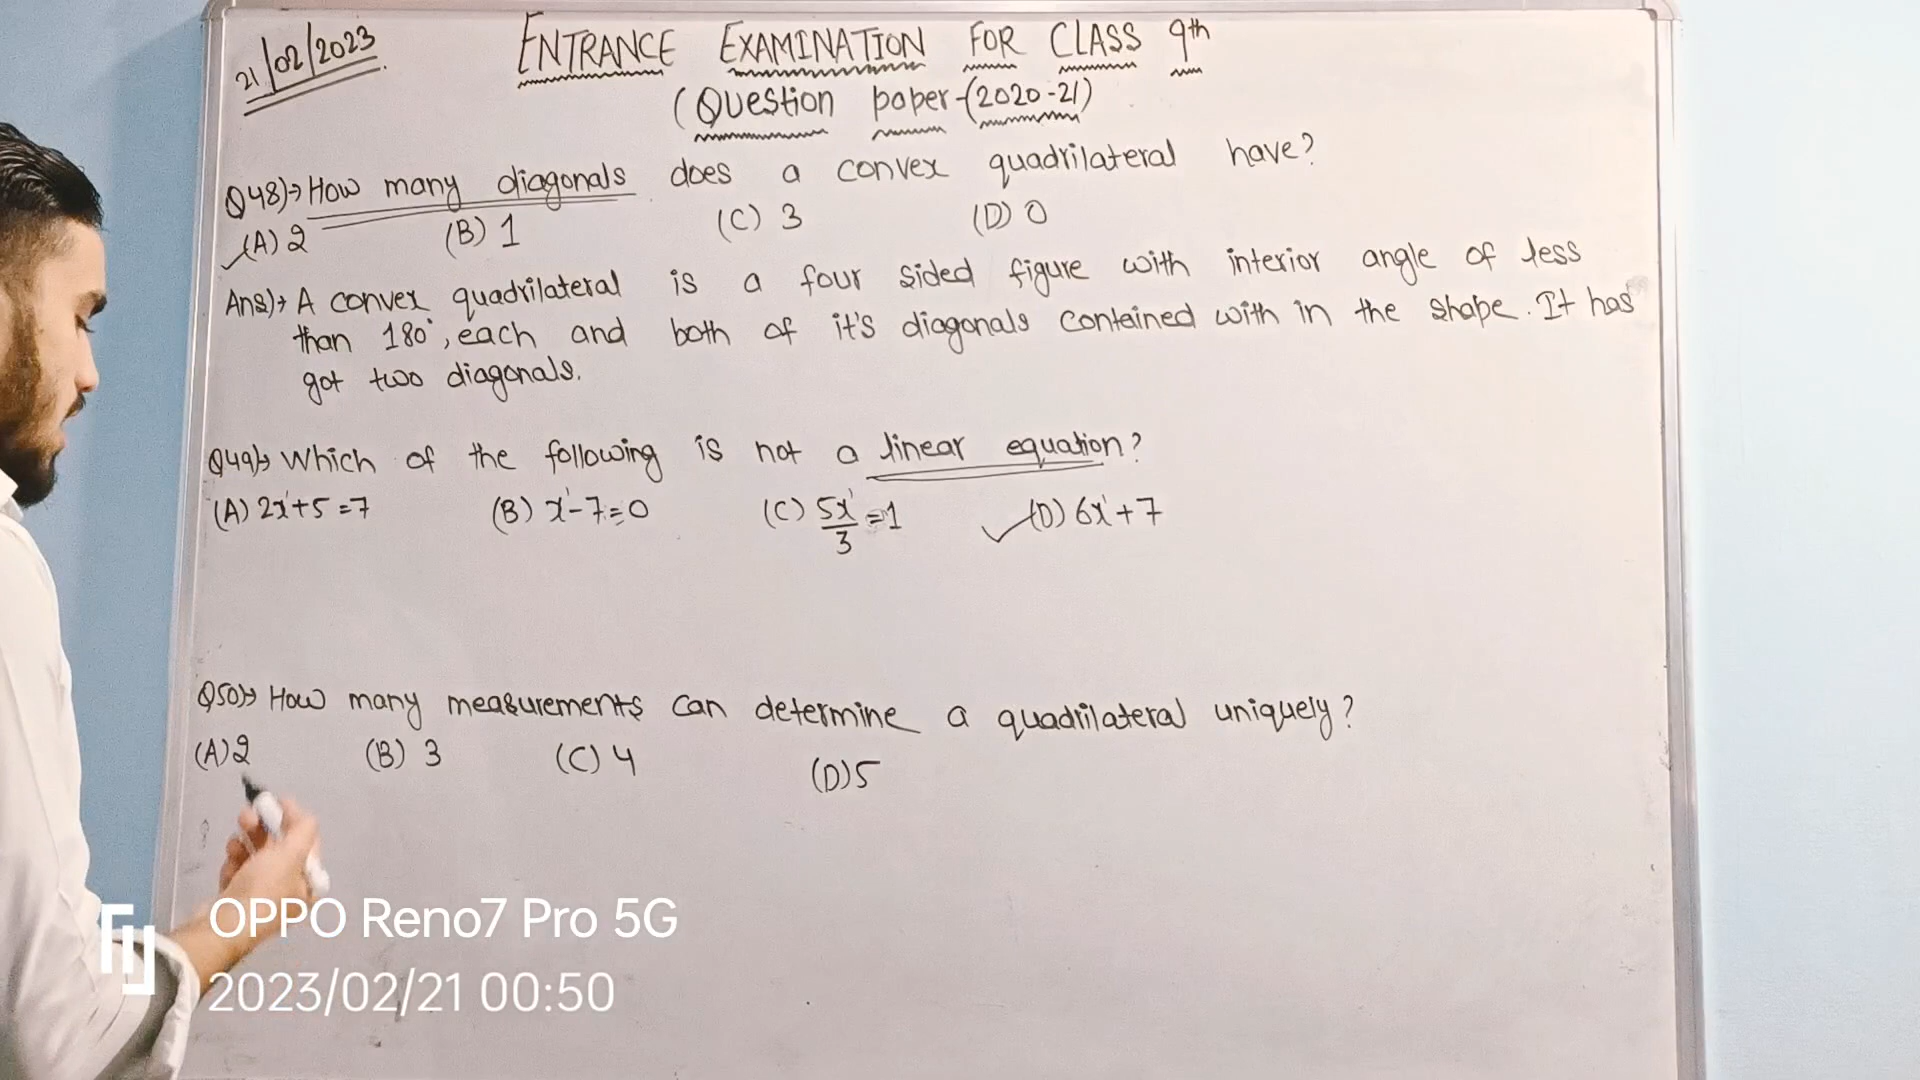 21/02/2023
ENTRANCE EXAMINATION FOR CLASS 9th
(Question paper-(2020-21)
Q48)→ How many diagonals does a convex quadrilateral have?
(A) 2 (B) 1 (C) 3 (D) 0
Ans)→ A convex quadrilateral is a four sided figure with interior angle of less
than 180°, each and both of it's diagonals contained with in the shape. It has
got two diagonals.
Q49)→ Which of the following is not a linear equation?
(A) 2x¹+5=7 (B) x¹-7=0 (C) 5x¹/3=1 (D) 6x¹+7
Q50)→ How many measurements can determine a quadrilateral uniquely?
(A) 2 (B) 3 (C) 4 (D) 5
OPPO Reno7 Pro 5G
2023/02/21 00:50